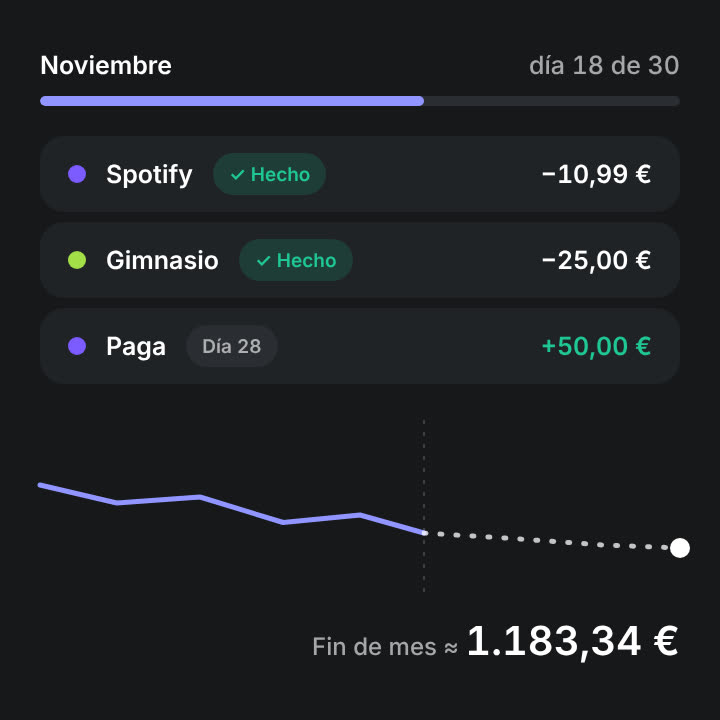 Noviembre día 18 de 30
Spotify ✓ Hecho −10,99 €
Gimnasio ✓ Hecho −25,00 €
Paga Día 28 +50,00 €
Fin de mes ≈ 1.183,34 €